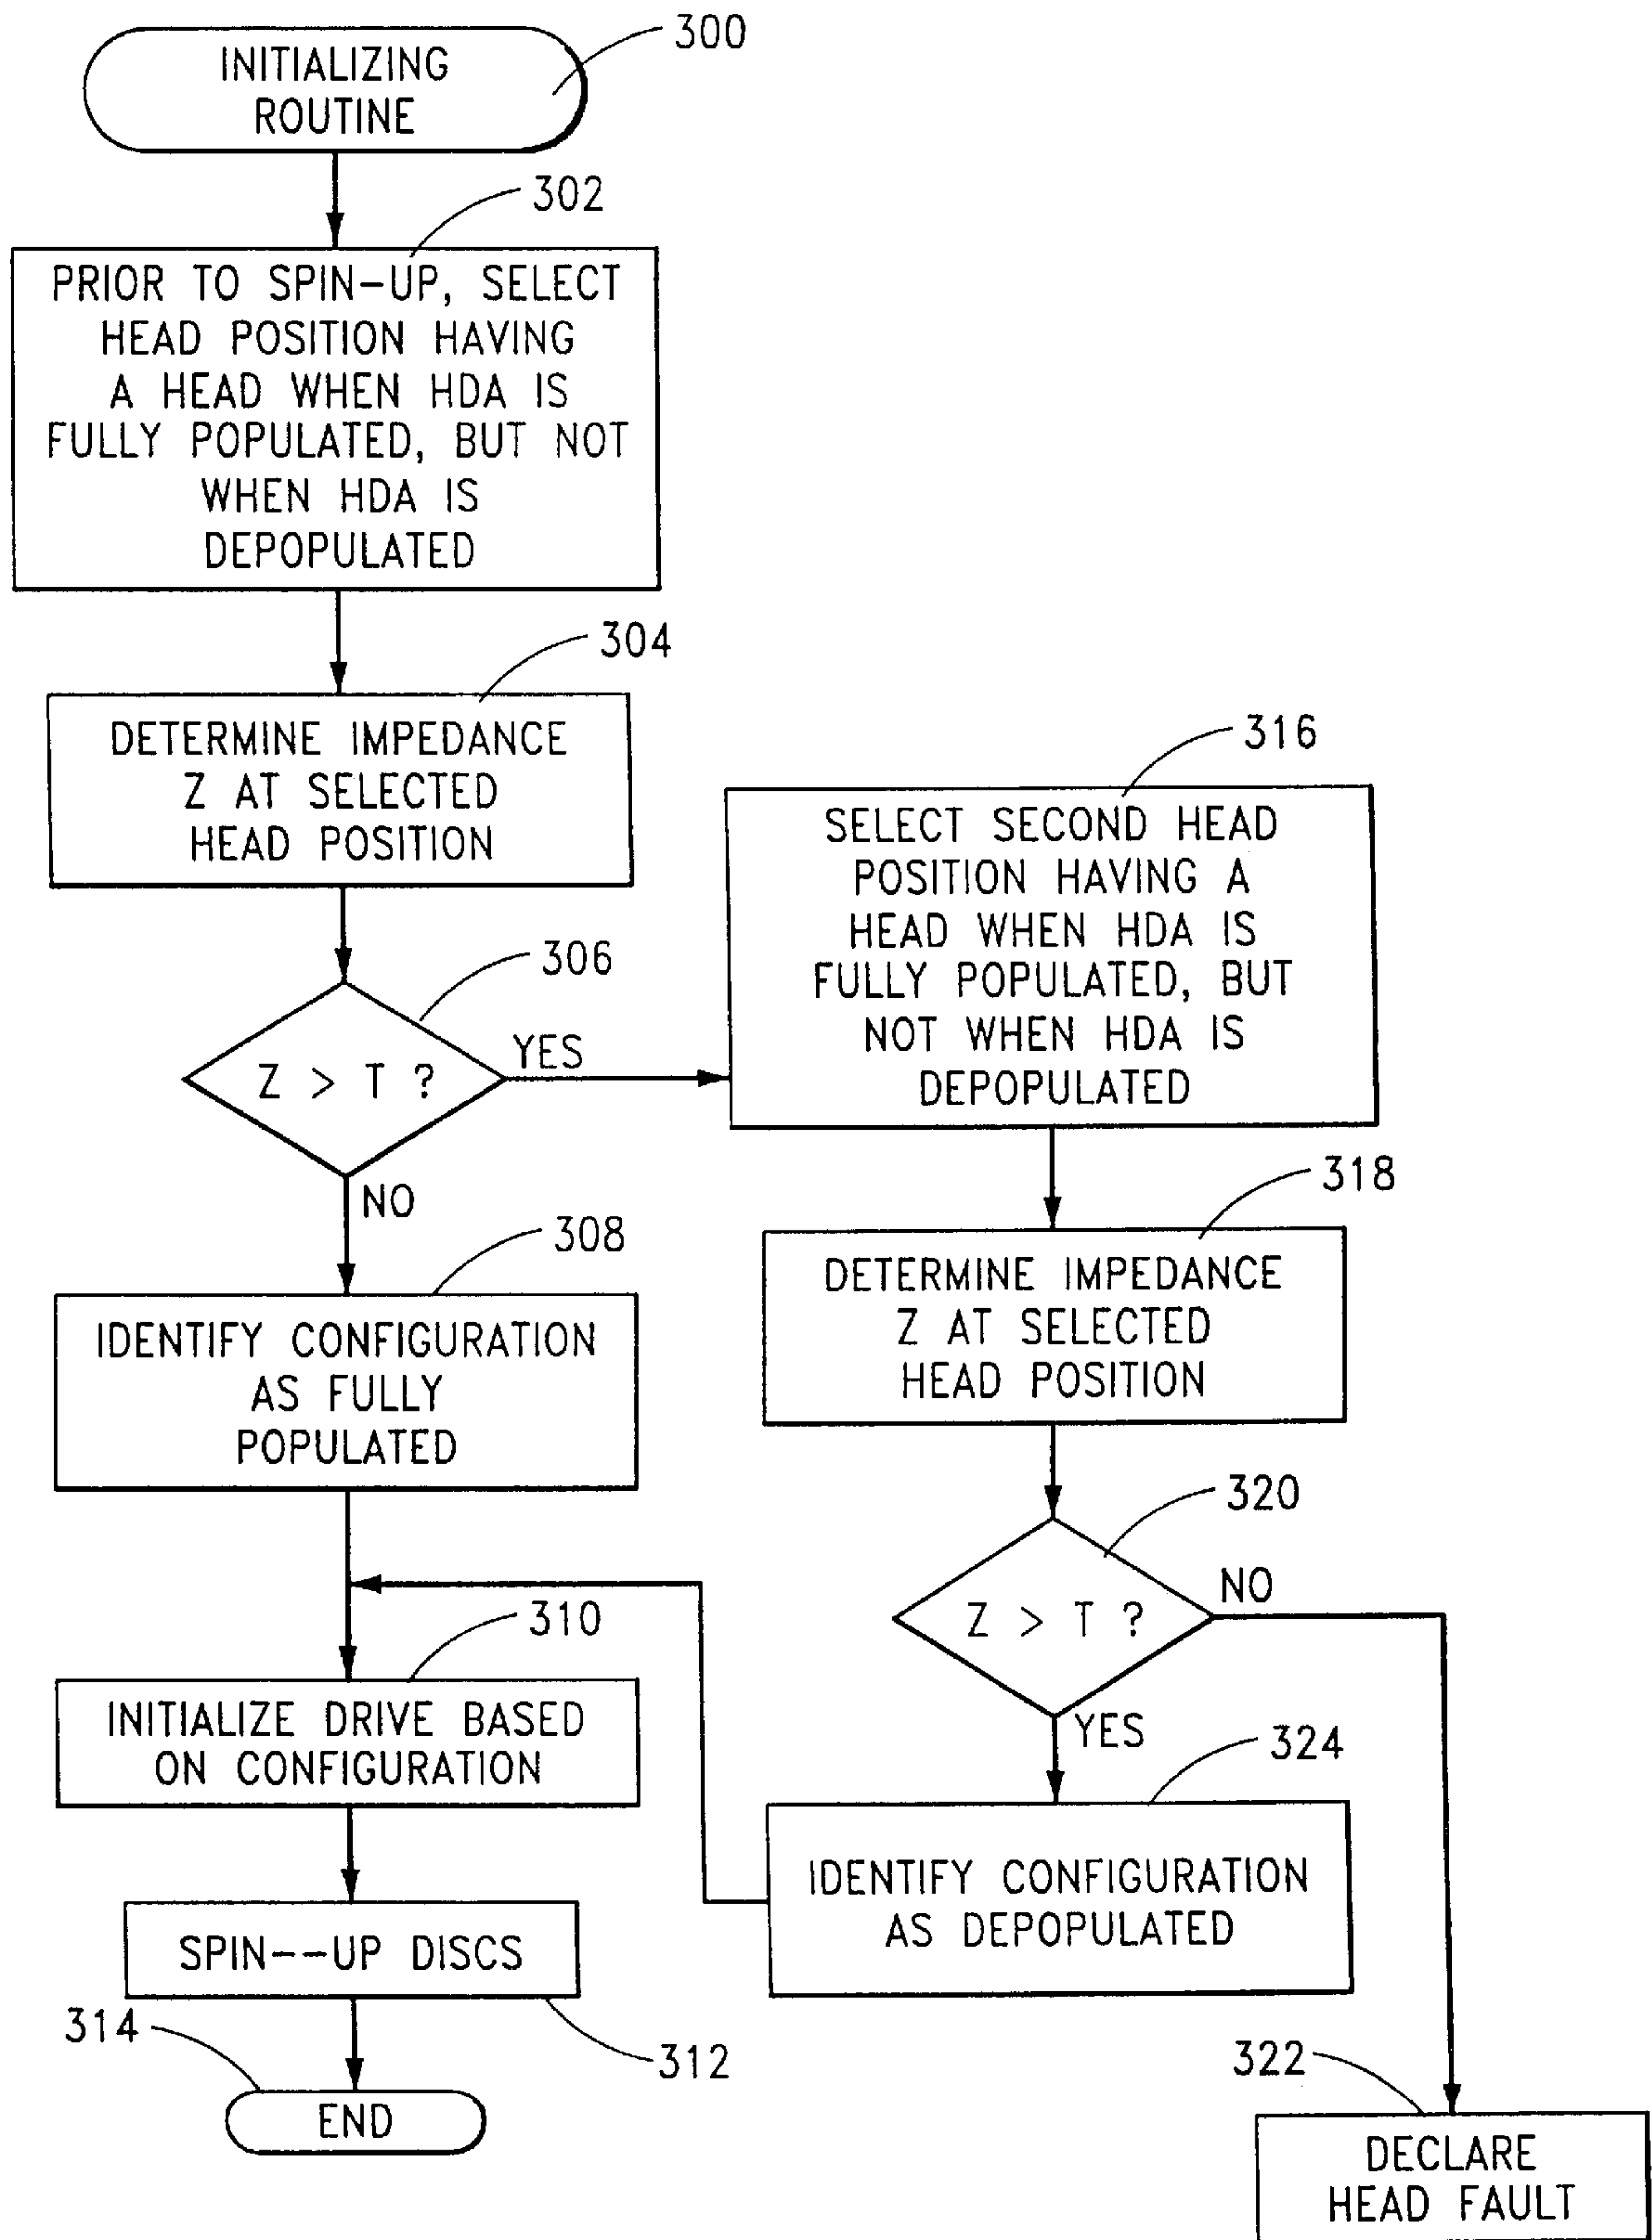 300
INITIALIZING
ROUTINE
302
PRIOR TO SPIN-UP, SELECT
HEAD POSITION HAVING
A HEAD WHEN HDA IS
FULLY POPULATED, BUT NOT
WHEN HDA IS
DEPOPULATED
304
DETERMINE IMPEDANCE
Z AT SELECTED
HEAD POSITION
306
Z > T ?
YES
NO
308
IDENTIFY CONFIGURATION
AS FULLY
POPULATED
310
INITIALIZE DRIVE BASED
ON CONFIGURATION
SPIN--UP DISCS
312
314
END
316
SELECT SECOND HEAD
POSITION HAVING A
HEAD WHEN HDA IS
FULLY POPULATED, BUT
NOT WHEN HDA IS
DEPOPULATED
318
DETERMINE IMPEDANCE
Z AT SELECTED
HEAD POSITION
320
Z > T ?
NO
YES
324
IDENTIFY CONFIGURATION
AS DEPOPULATED
322
DECLARE
HEAD FAULT